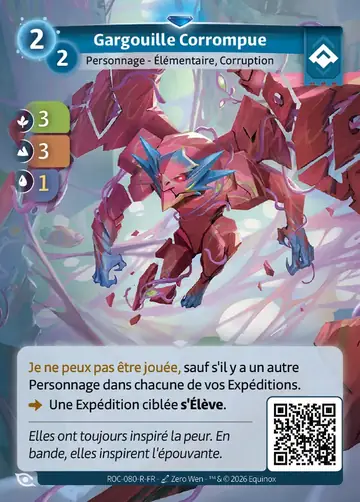 2
Gargouille Corrompue
2
Personnage - Élémentaire, Corruption
3
3
1
Je ne peux pas être jouée, sauf s'il y a un autre
Personnage dans chacune de vos Expéditions.
Une Expédition ciblée s'Élève.
Elles ont toujours inspiré la peur. En
bande, elles inspirent l'épouvante.
ROC-080-R-FR - Zero Wen - ™ & © 2026 Equinox